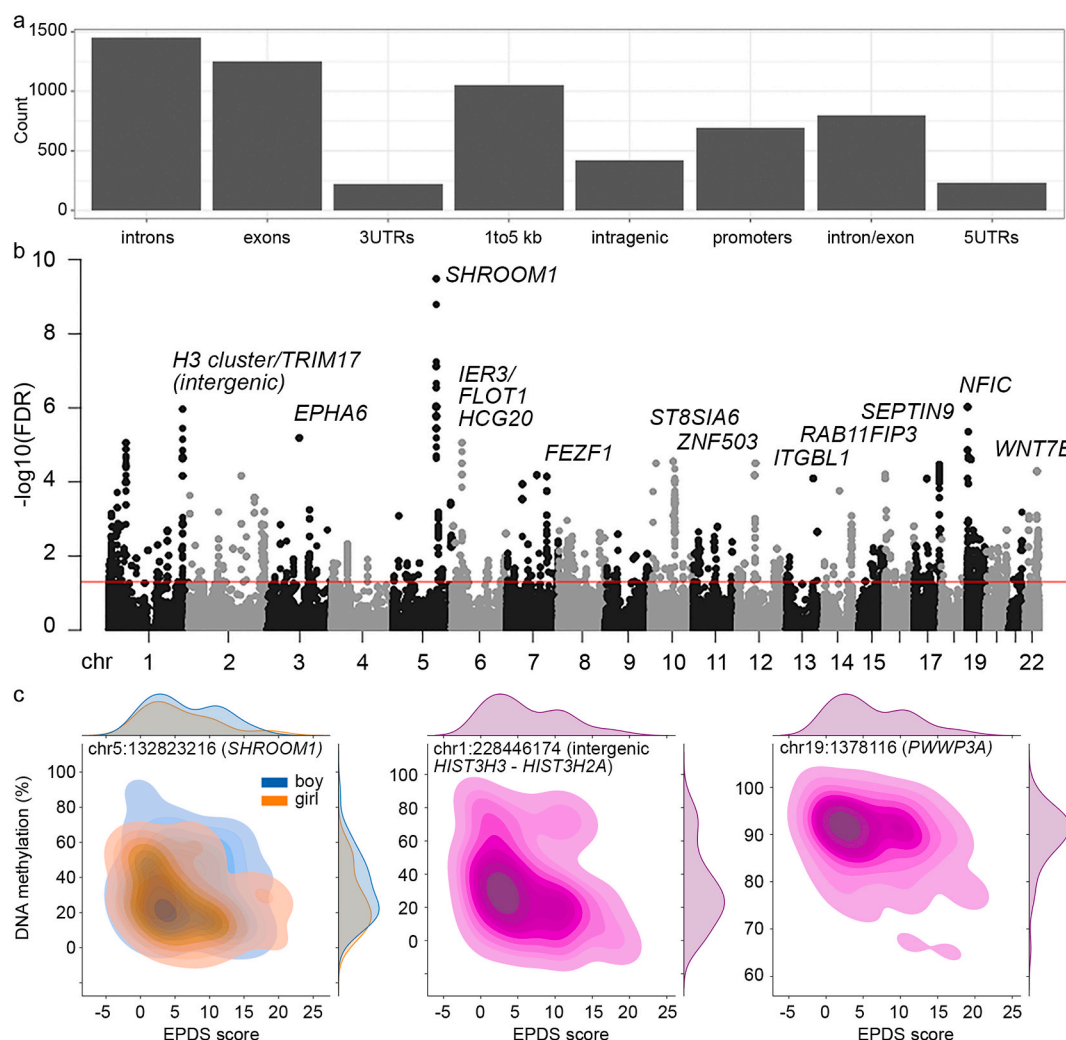 a
1500
1000
500
0
Count
introns exons 3UTRs 1to5 kb intragenic promoters intron/exon 5UTRs
b
10
8
6
4
2
0
-log10(FDR)
SHROOM1
H3 cluster/TRIM17
(intergenic)
EPHA6
IER3/
FLOT1
HCG20
FEZF1
ST8SIA6
ZNF503
SEPTIN9
RAB11FIP3
ITGBL1
NFIC
WNT7B
chr 1 2 3 4 5 6 7 8 9 10 11 12 13 14 15 17 19 22
c
chr5:1328223216 (SHROOM1)
boy
girl
100
80
60
40
20
0
DNA methylation (%)
-5 0 5 10 15 20 25
EPDS score
chr1:228446174 (intergenic
HIST3H3 - HIST3H2A)
100
80
60
40
20
0
-5 0 5 10 15 20 25
EPDS score
chr19:1378116 (PWWP3A)
100
90
80
70
60
-5 0 5 10 15 20 25
EPDS score